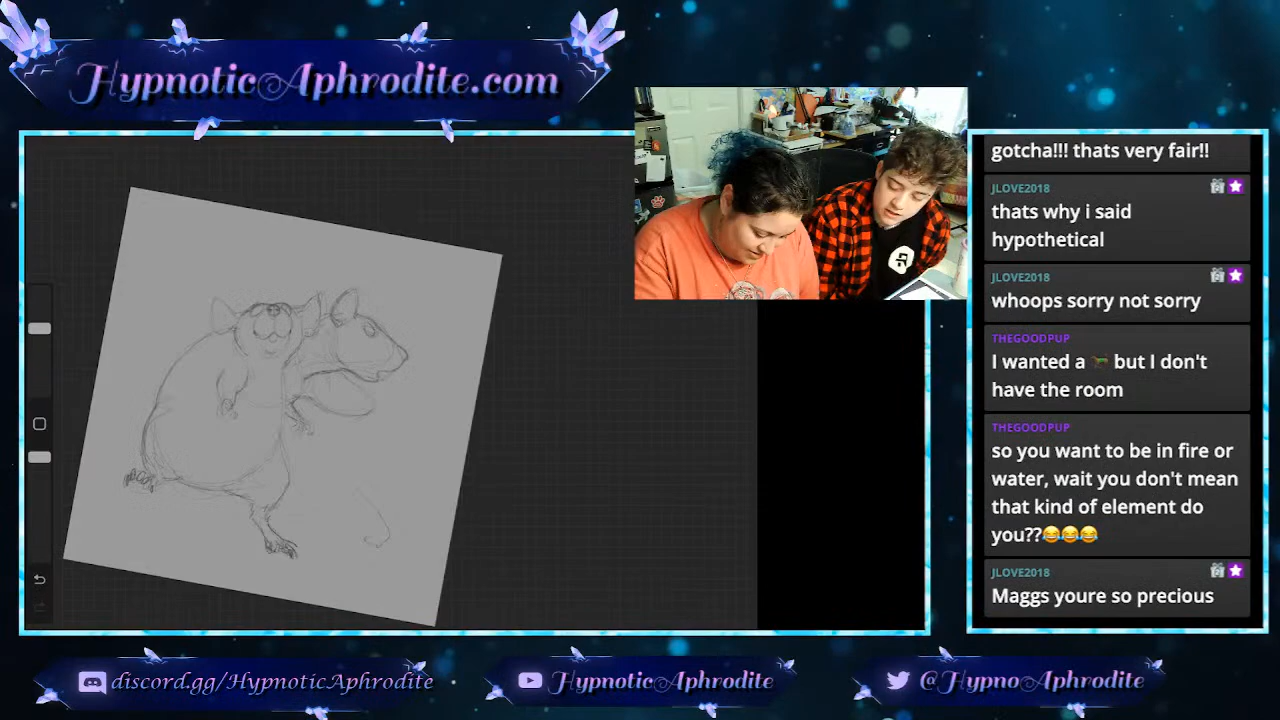 HypnoticAphrodite.com
gotcha!!! thats very fair!!
JLOVE2018
thats why i said
hypothetical
JLOVE2018
whoops sorry not sorry
THEGOODPUP
I wanted a but I don't
have the room
THEGOODPUP
so you want to be in fire or
water, wait you don't mean
that kind of element do
you??😂😂😂
JLOVE2018
Maggs youre so precious
discord.gg/HypnoticAphrodite
HypnoticAphrodite
@HypnoAphrodite